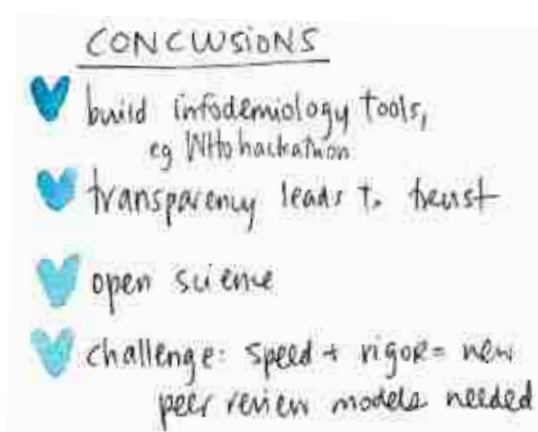 CONCLUSIONS
build infodemiology tools,
eg WHO hackathon
transparency leads to trust
open science
challenge: speed + rigor = new
peer review models needed